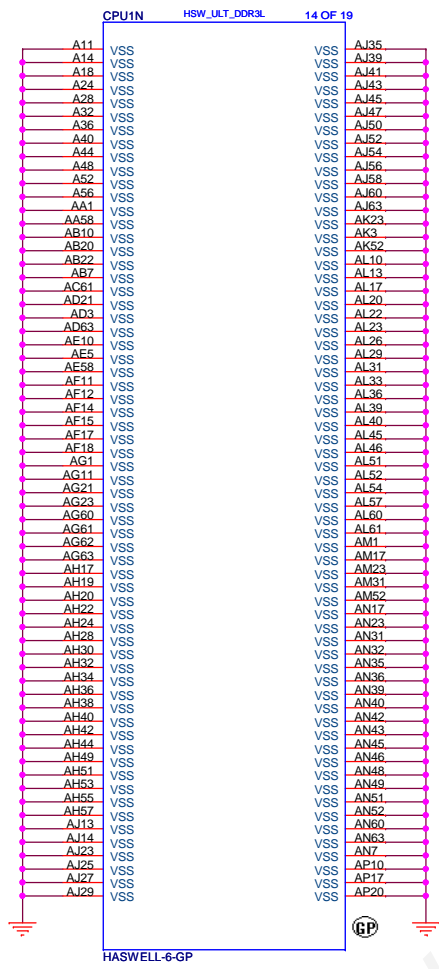 CPU1N HSW_ULT_DDR3L 14 OF 19
A11 VSS VSS AJ35
A14 VSS VSS AJ39
A18 VSS VSS AJ41
A24 VSS VSS AJ43
A28 VSS VSS AJ45
A32 VSS VSS AJ47
A36 VSS VSS AJ50
A40 VSS VSS AJ52
A44 VSS VSS AJ54
A48 VSS VSS AJ56
A52 VSS VSS AJ58
A56 VSS VSS AJ60
AA1 VSS VSS AJ63
AA58 VSS VSS AK23
AB10 VSS VSS AK3
AB20 VSS VSS AK52
AB22 VSS VSS AL10
AB7 VSS VSS AL13
AC61 VSS VSS AL17
AD21 VSS VSS AL20
AD3 VSS VSS AL22
AD63 VSS VSS AL23
AE10 VSS VSS AL26
AE5 VSS VSS AL29
AE58 VSS VSS AL31
AF11 VSS VSS AL33
AF12 VSS VSS AL36
AF14 VSS VSS AL39
AF15 VSS VSS AL40
AF17 VSS VSS AL45
AF18 VSS VSS AL46
AG1 VSS VSS AL51
AG11 VSS VSS AL52
AG21 VSS VSS AL54
AG23 VSS VSS AL57
AG60 VSS VSS AL60
AG61 VSS VSS AL61
AG62 VSS VSS AM1
AG63 VSS VSS AM17
AH17 VSS VSS AM23
AH19 VSS VSS AM31
AH20 VSS VSS AM52
AH22 VSS VSS AN17
AH24 VSS VSS AN23
AH28 VSS VSS AN31
AH30 VSS VSS AN32
AH32 VSS VSS AN35
AH34 VSS VSS AN36
AH36 VSS VSS AN39
AH38 VSS VSS AN40
AH40 VSS VSS AN42
AH42 VSS VSS AN43
AH44 VSS VSS AN45
AH49 VSS VSS AN46
AH51 VSS VSS AN48
AH53 VSS VSS AN49
AH55 VSS VSS AN51
AH57 VSS VSS AN52
AJ13 VSS VSS AN60
AJ14 VSS VSS AN63
AJ23 VSS VSS AN7
AJ25 VSS VSS AP10
AJ27 VSS VSS AP17
AJ29 VSS VSS AP20
GP
HASWELL-6-GP